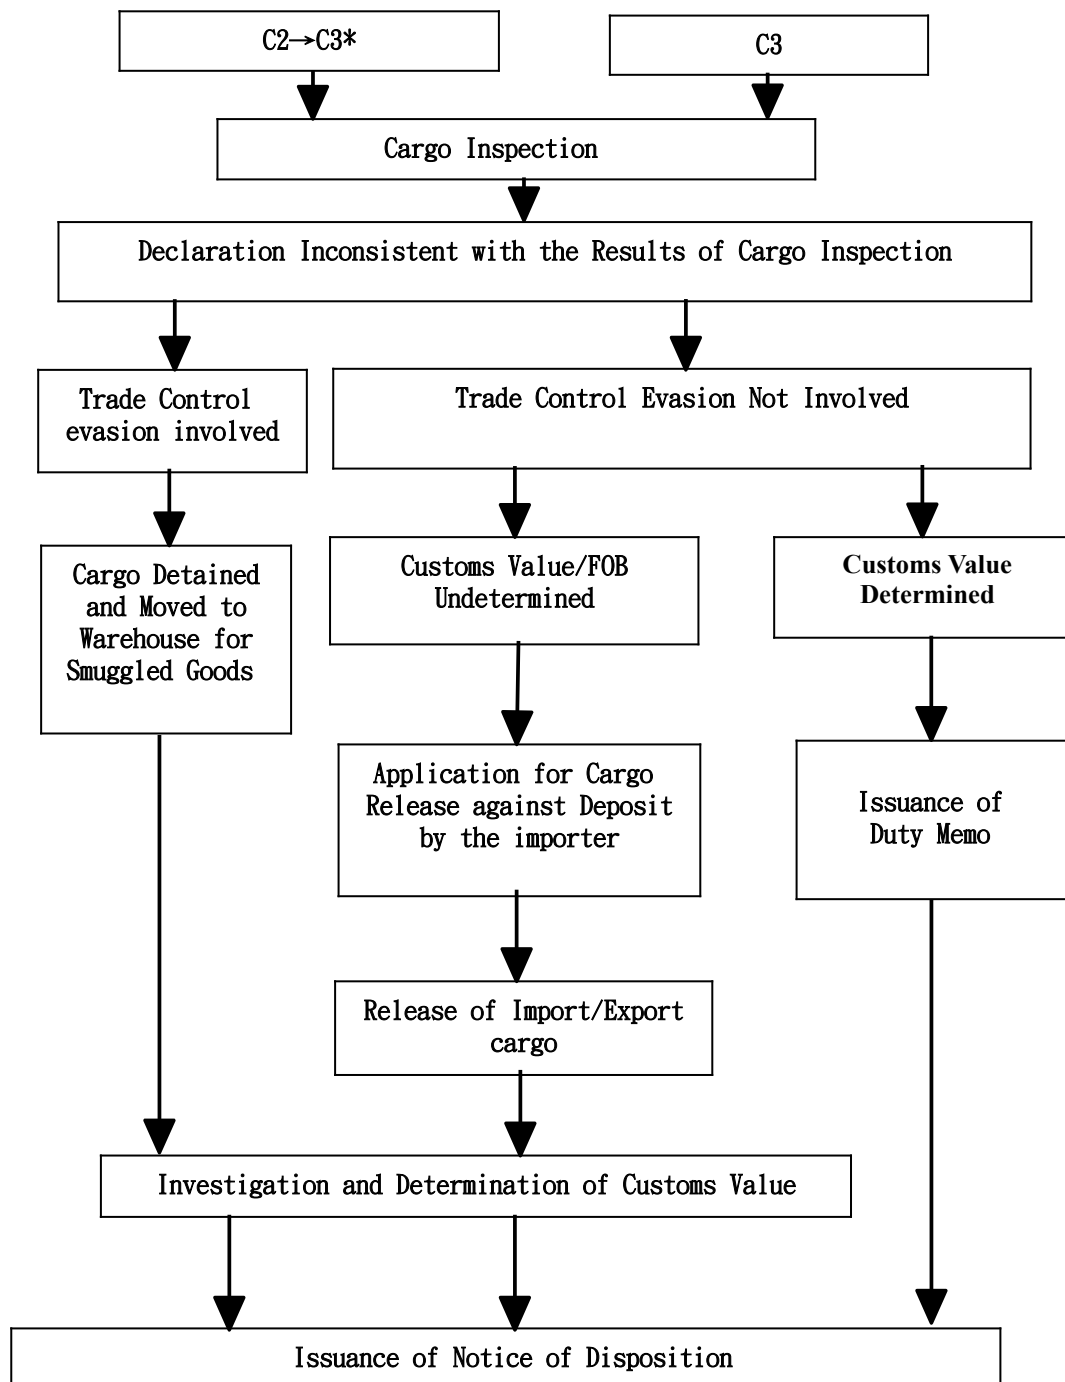 C2→C3*
C3
Cargo Inspection
Declaration Inconsistent with the Results of Cargo Inspection
Trade Control
evasion involved
Trade Control Evasion Not Involved
Cargo Detained
and Moved to
Warehouse for
Smuggled Goods
Customs Value/FOB
Undetermined
Customs Value
Determined
Application for Cargo
Release against Deposit
by the importer
Issuance of
Duty Memo
Release of Import/Export
cargo
Investigation and Determination of Customs Value
Issuance of Notice of Disposition